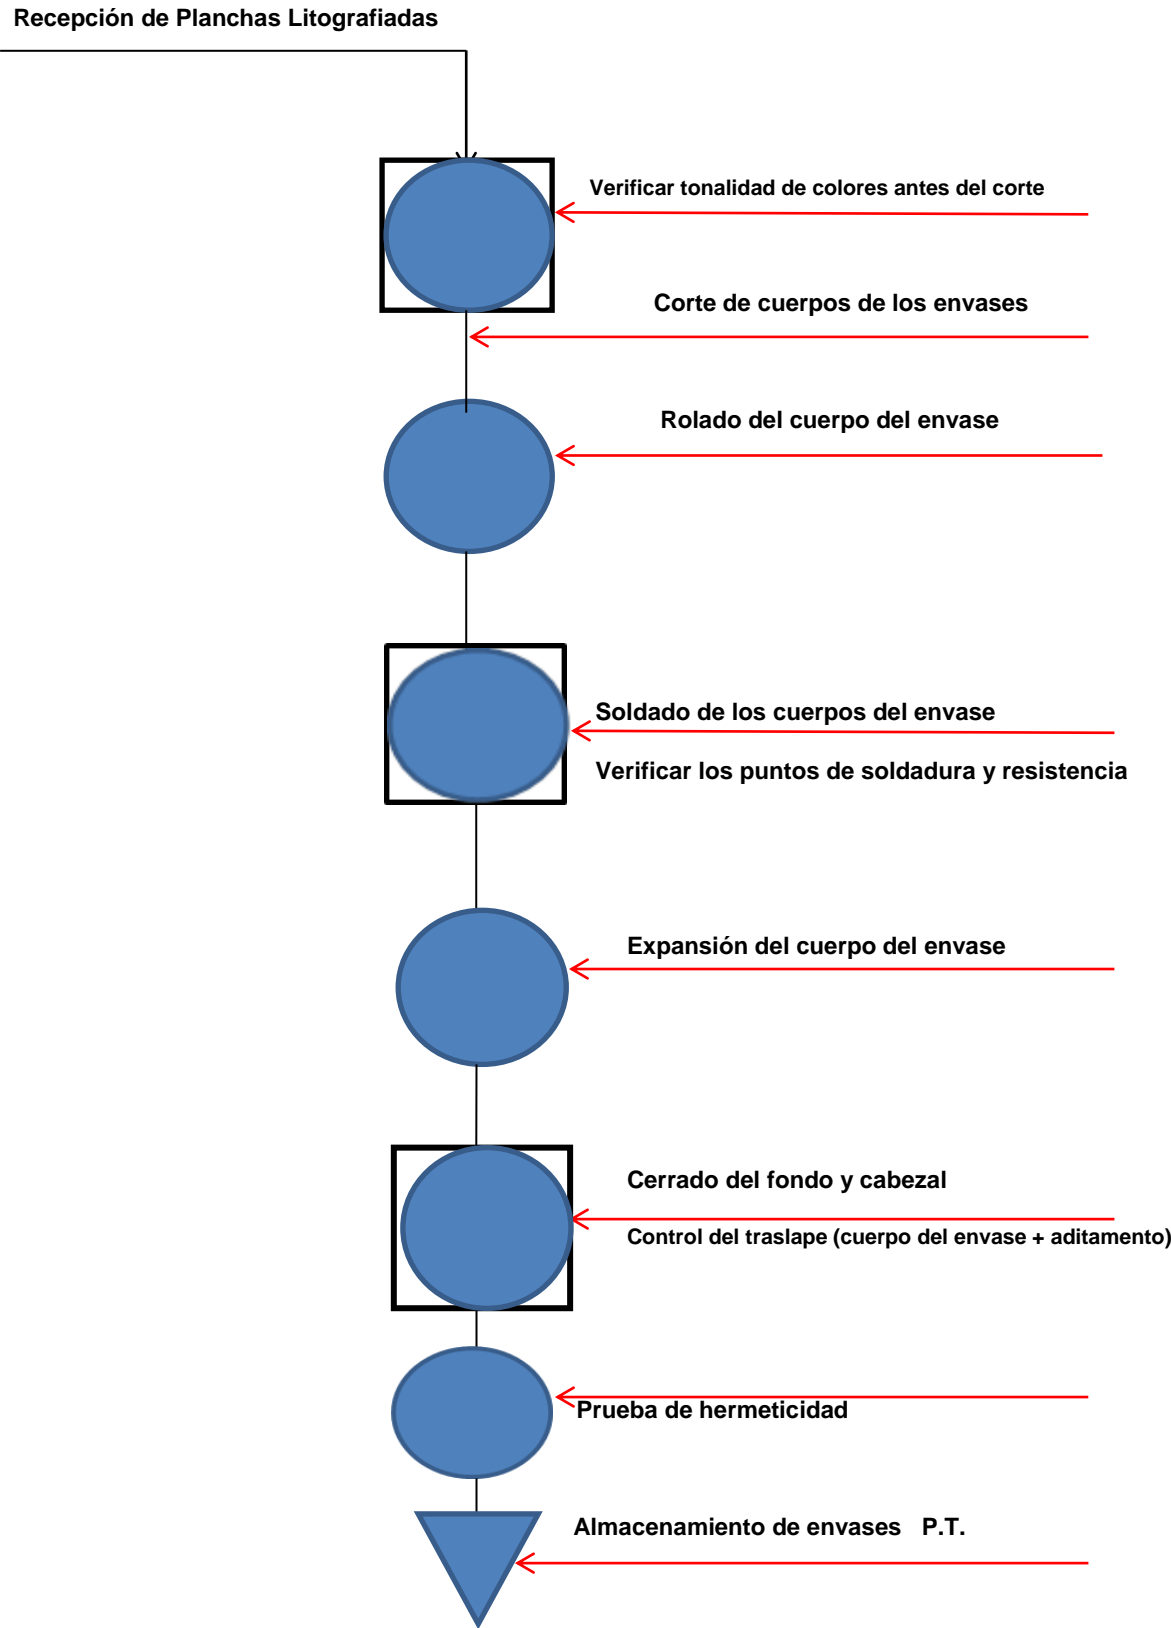 Recepción de Planchas Litografiadas
Verificar tonalidad de colores antes del corte
Corte de cuerpos de los envases
Rolado del cuerpo del envase
Soldado de los cuerpos del envase
Verificar los puntos de soldadura y resistencia
Expansión del cuerpo del envase
Cerrado del fondo y cabezal
Control del traslape (cuerpo del envase + aditamento)
Prueba de hermeticidad
Almacenamiento de envases P.T.